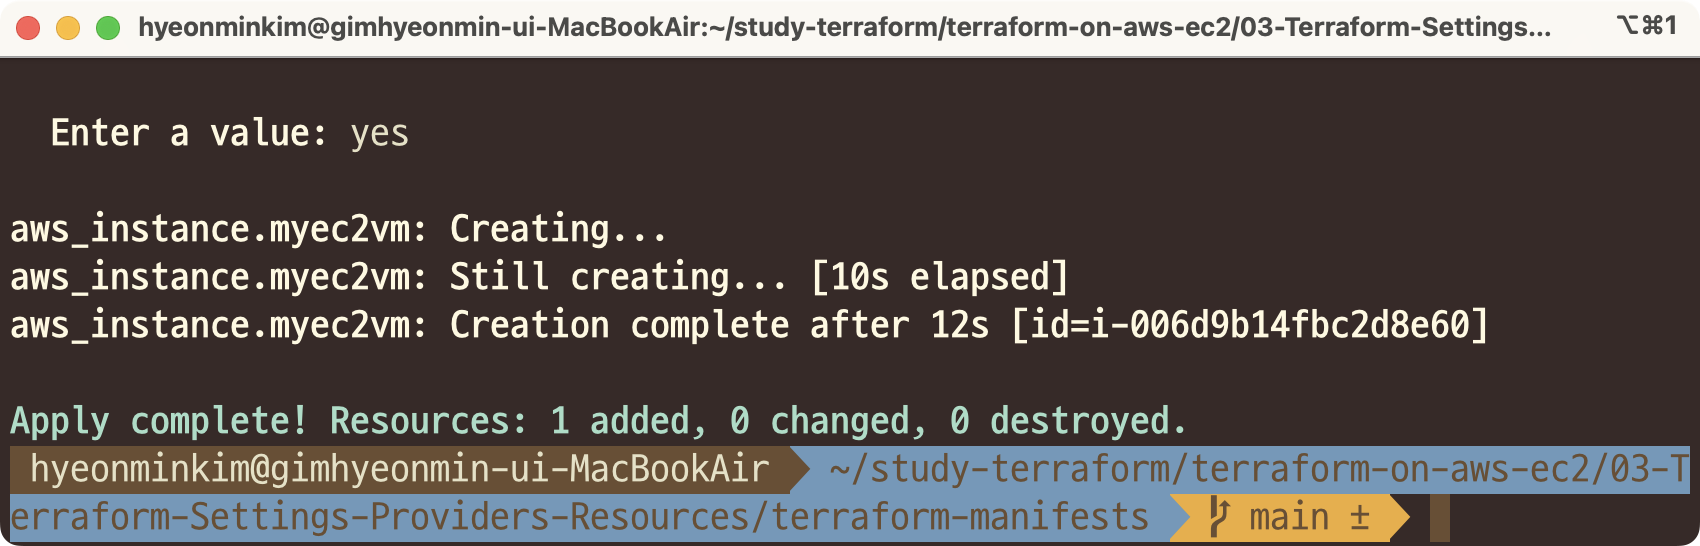 hyeonminkim@gimhyeonmin-ui-MacBookAir:~/study-terraform/terraform-on-aws-ec2/03-Terraform-Settings... ⌥⌘1
Enter a value: yes
aws_instance.myec2vm: Creating...
aws_instance.myec2vm: Still creating... [10s elapsed]
aws_instance.myec2vm: Creation complete after 12s [id=i-006d9b14fbc2d8e60]
Apply complete! Resources: 1 added, 0 changed, 0 destroyed.
hyeonminkim@gimhyeonmin-ui-MacBookAir ~/study-terraform/terraform-on-aws-ec2/03-T
erraform-Settings-Providers-Resources/terraform-manifests main ±